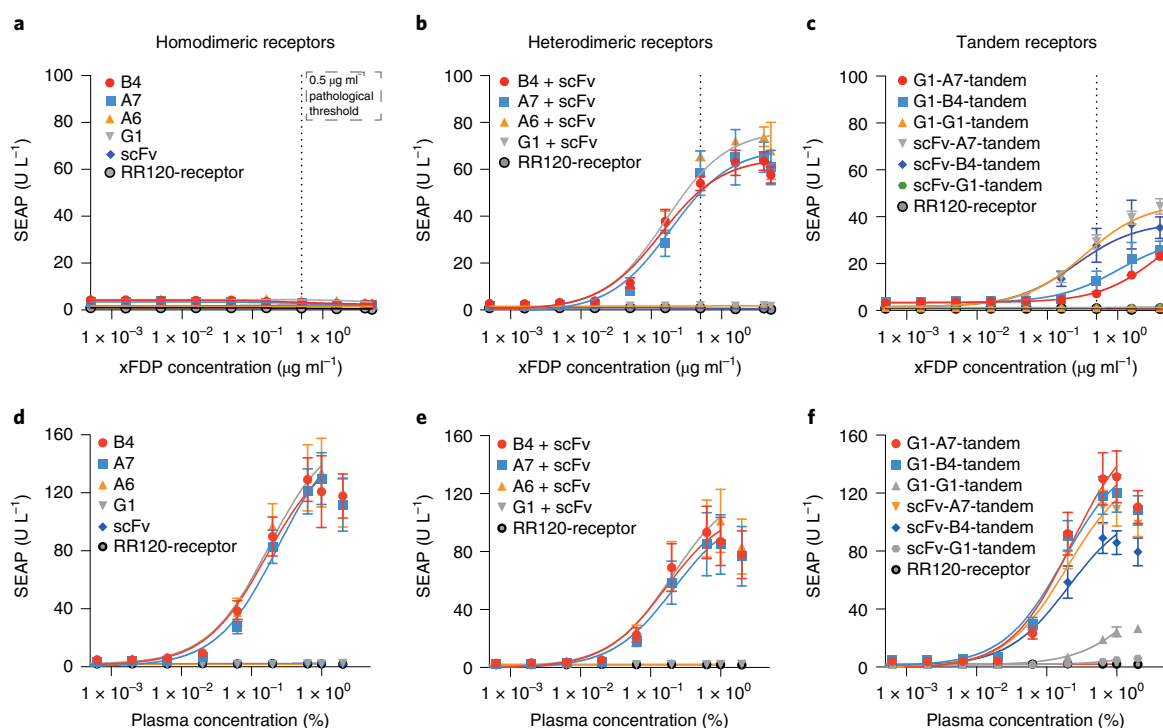 a
Homodimeric receptors
100
80
60
40
20
0
SEAP (U L⁻¹)
B4
A7
A6
G1
scFv
RR120-receptor
0.5 µg ml⁻
pathological
threshold
1 × 10⁻³ 1 × 10⁻² 1 × 10⁻¹ 1 × 10⁰
xFDP concentration (µg ml⁻¹)
b
Heterodimeric receptors
100
80
60
40
20
0
SEAP (U L⁻¹)
B4 + scFv
A7 + scFv
A6 + scFv
G1 + scFv
RR120-receptor
1 × 10⁻³ 1 × 10⁻² 1 × 10⁻¹ 1 × 10⁰
xFDP concentration (µg ml⁻¹)
c
Tandem receptors
100
80
60
40
20
0
SEAP (U L⁻¹)
G1-A7-tandem
G1-B4-tandem
G1-G1-tandem
scFv-A7-tandem
scFv-B4-tandem
scFv-G1-tandem
RR120-receptor
1 × 10⁻³ 1 × 10⁻² 1 × 10⁻¹ 1 × 10⁰
xFDP concentration (µg ml⁻¹)
d
160
120
80
40
0
SEAP (U L⁻¹)
B4
A7
A6
G1
scFv
RR120-receptor
1 × 10⁻³ 1 × 10⁻² 1 × 10⁻¹ 1 × 10⁰
Plasma concentration (%)
e
160
120
80
40
0
SEAP (U L⁻¹)
B4 + scFv
A7 + scFv
A6 + scFv
G1 + scFv
RR120-receptor
1 × 10⁻³ 1 × 10⁻² 1 × 10⁻¹ 1 × 10⁰
Plasma concentration (%)
f
160
120
80
40
0
SEAP (U L⁻¹)
G1-A7-tandem
G1-B4-tandem
G1-G1-tandem
scFv-A7-tandem
scFv-B4-tandem
scFv-G1-tandem
RR120-receptor
1 × 10⁻³ 1 × 10⁻² 1 × 10⁻¹ 1 × 10⁰
Plasma concentration (%)